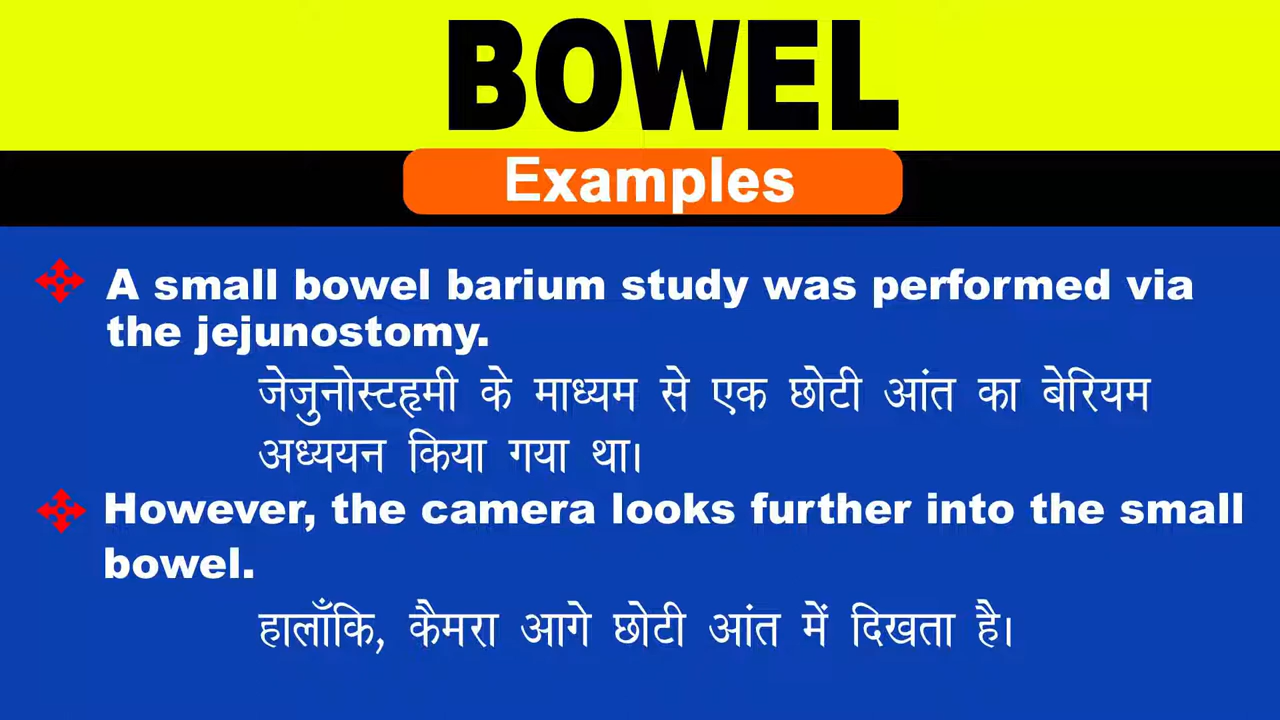 BOWEL
Examples
A small bowel barium study was performed via
the jejunostomy.
जेजुनोस्टहृमी के माध्यम से एक छोटी आंत का बेरियम
अध्ययन किया गया था।
However, the camera looks further into the small
bowel.
हालाँकि, कैमरा आगे छोटी आंत में दिखता है।